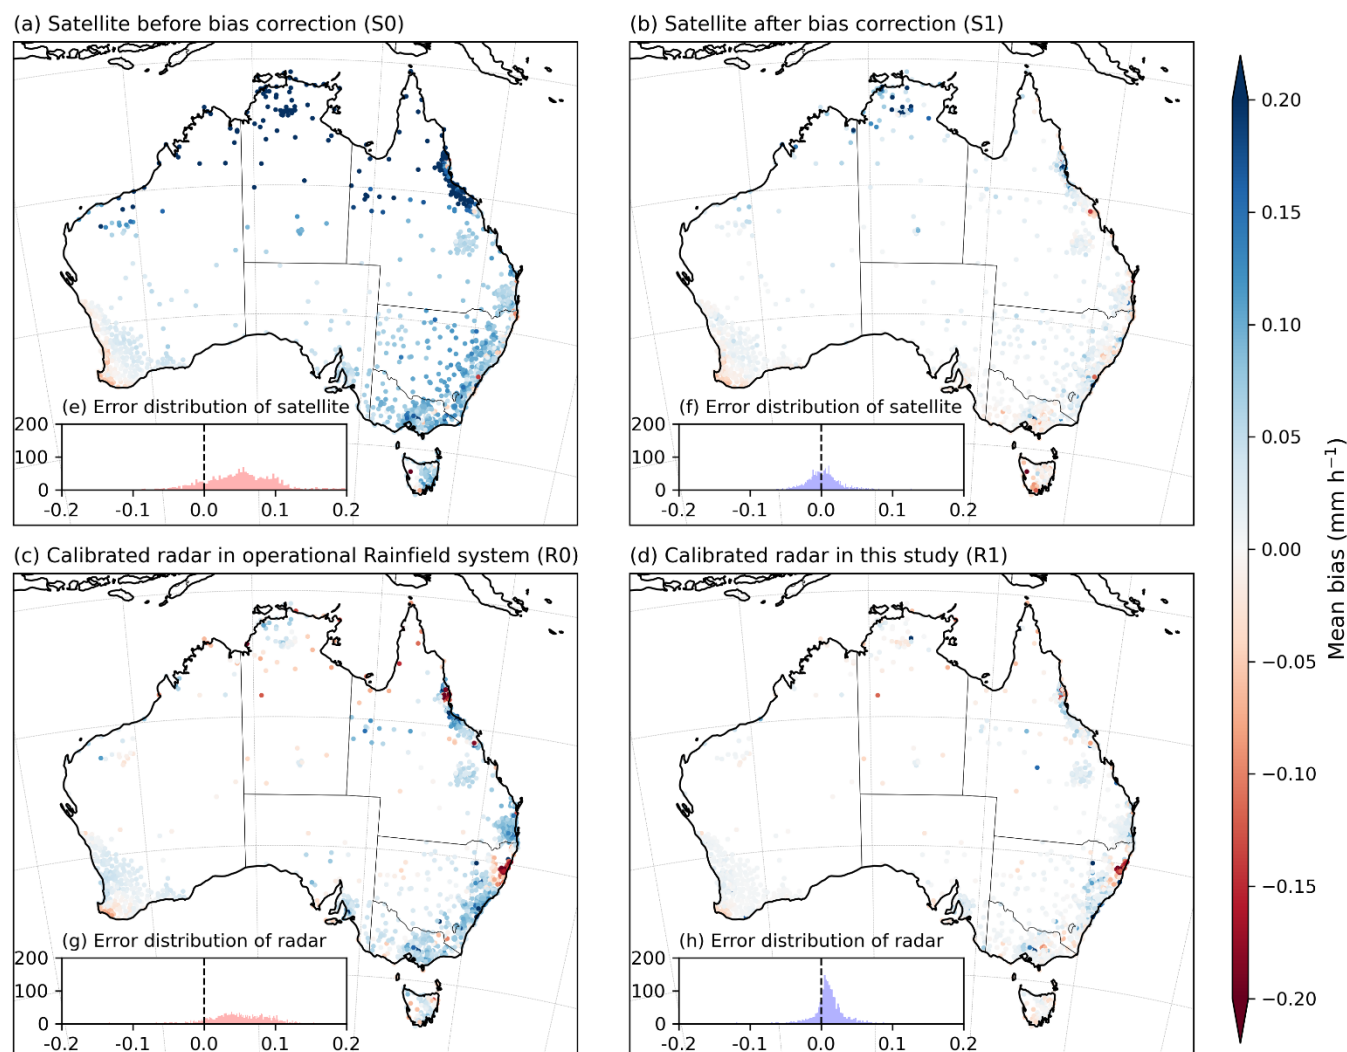 (a) Satellite before bias correction (S0)
(b) Satellite after bias correction (S1)
(e) Error distribution of satellite
200
100
0
-0.2 -0.1 0.0 0.1 0.2
(f) Error distribution of satellite
200
100
0
-0.2 -0.1 0.0 0.1 0.2
(c) Calibrated radar in operational Rainfield system (R0)
(d) Calibrated radar in this study (R1)
(g) Error distribution of radar
200
100
0
-0.2 -0.1 0.0 0.1 0.2
(h) Error distribution of radar
200
100
0
-0.2 -0.1 0.0 0.1 0.2
0.20
0.15
0.10
0.05
0.00
−0.05
−0.10
−0.15
−0.20
Mean bias (mm h⁻¹)